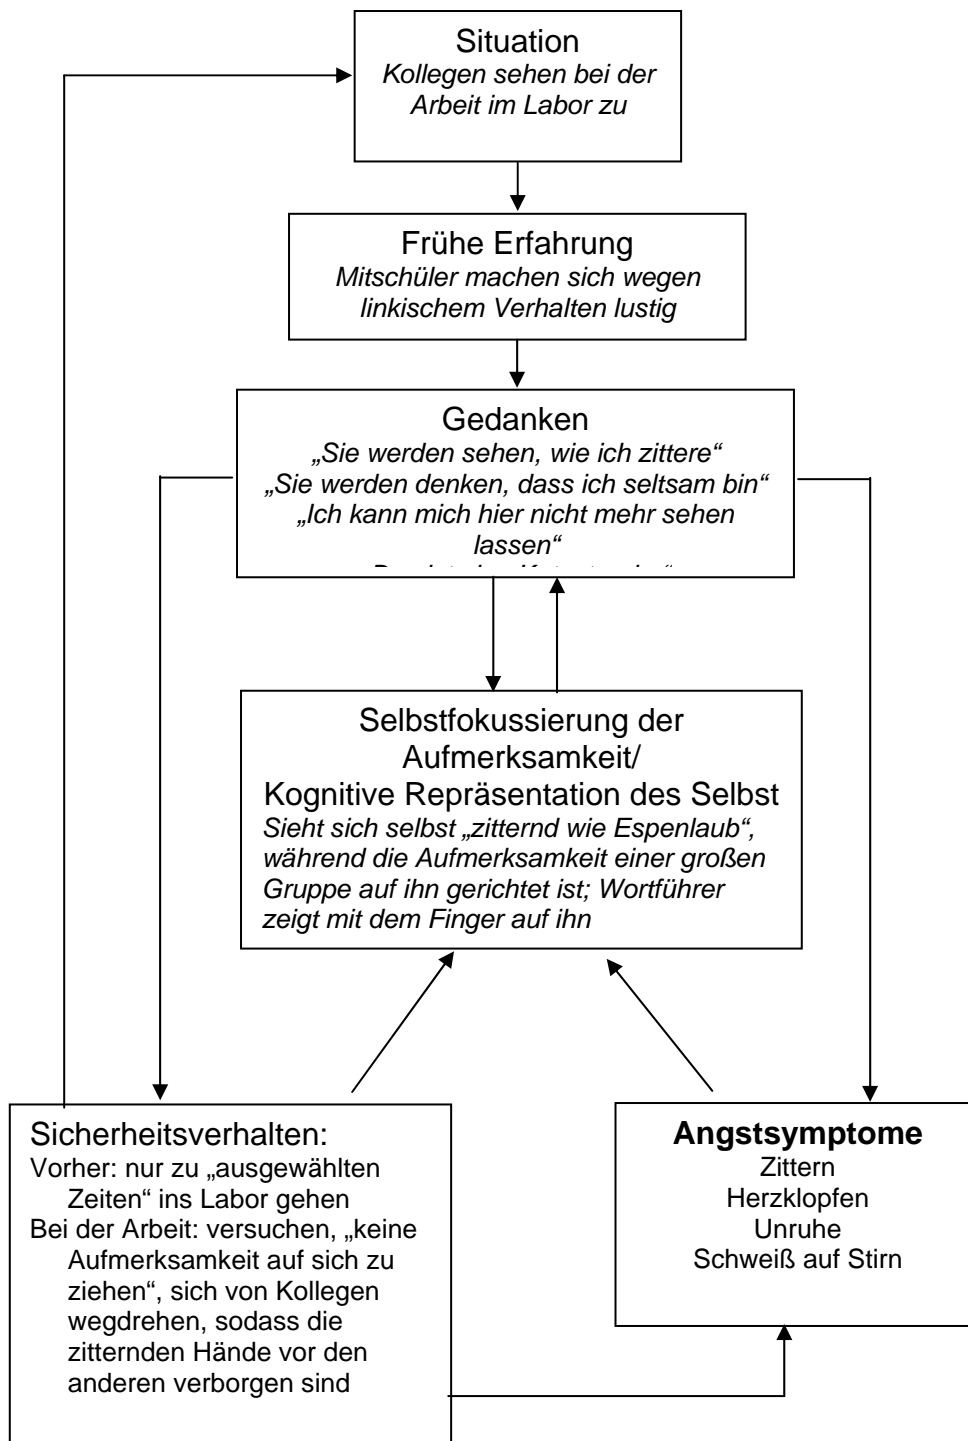 Situation
Kollegen sehen bei der
Arbeit im Labor zu
Frühe Erfahrung
Mitschüler machen sich wegen
linkischem Verhalten lustig
Gedanken
„Sie werden sehen, wie ich zittere“
„Sie werden denken, dass ich seltsam bin“
„Ich kann mich hier nicht mehr sehen
lassen“
Selbstfokussierung der
Aufmerksamkeit/
Kognitive Repräsentation des Selbst
Sieht sich selbst „zitternd wie Espenlaub“,
während die Aufmerksamkeit einer großen
Gruppe auf ihn gerichtet ist; Wortführer
zeigt mit dem Finger auf ihn
Sicherheitsverhalten:
Vorher: nur zu „ausgewählten
Zeiten“ ins Labor gehen
Bei der Arbeit: versuchen, „keine
Aufmerksamkeit auf sich zu
ziehen“, sich von Kollegen
wegdrehen, sodass die
zitternden Hände vor den
anderen verborgen sind
Angstsymptome
Zittern
Herzklopfen
Unruhe
Schweiß auf Stirn